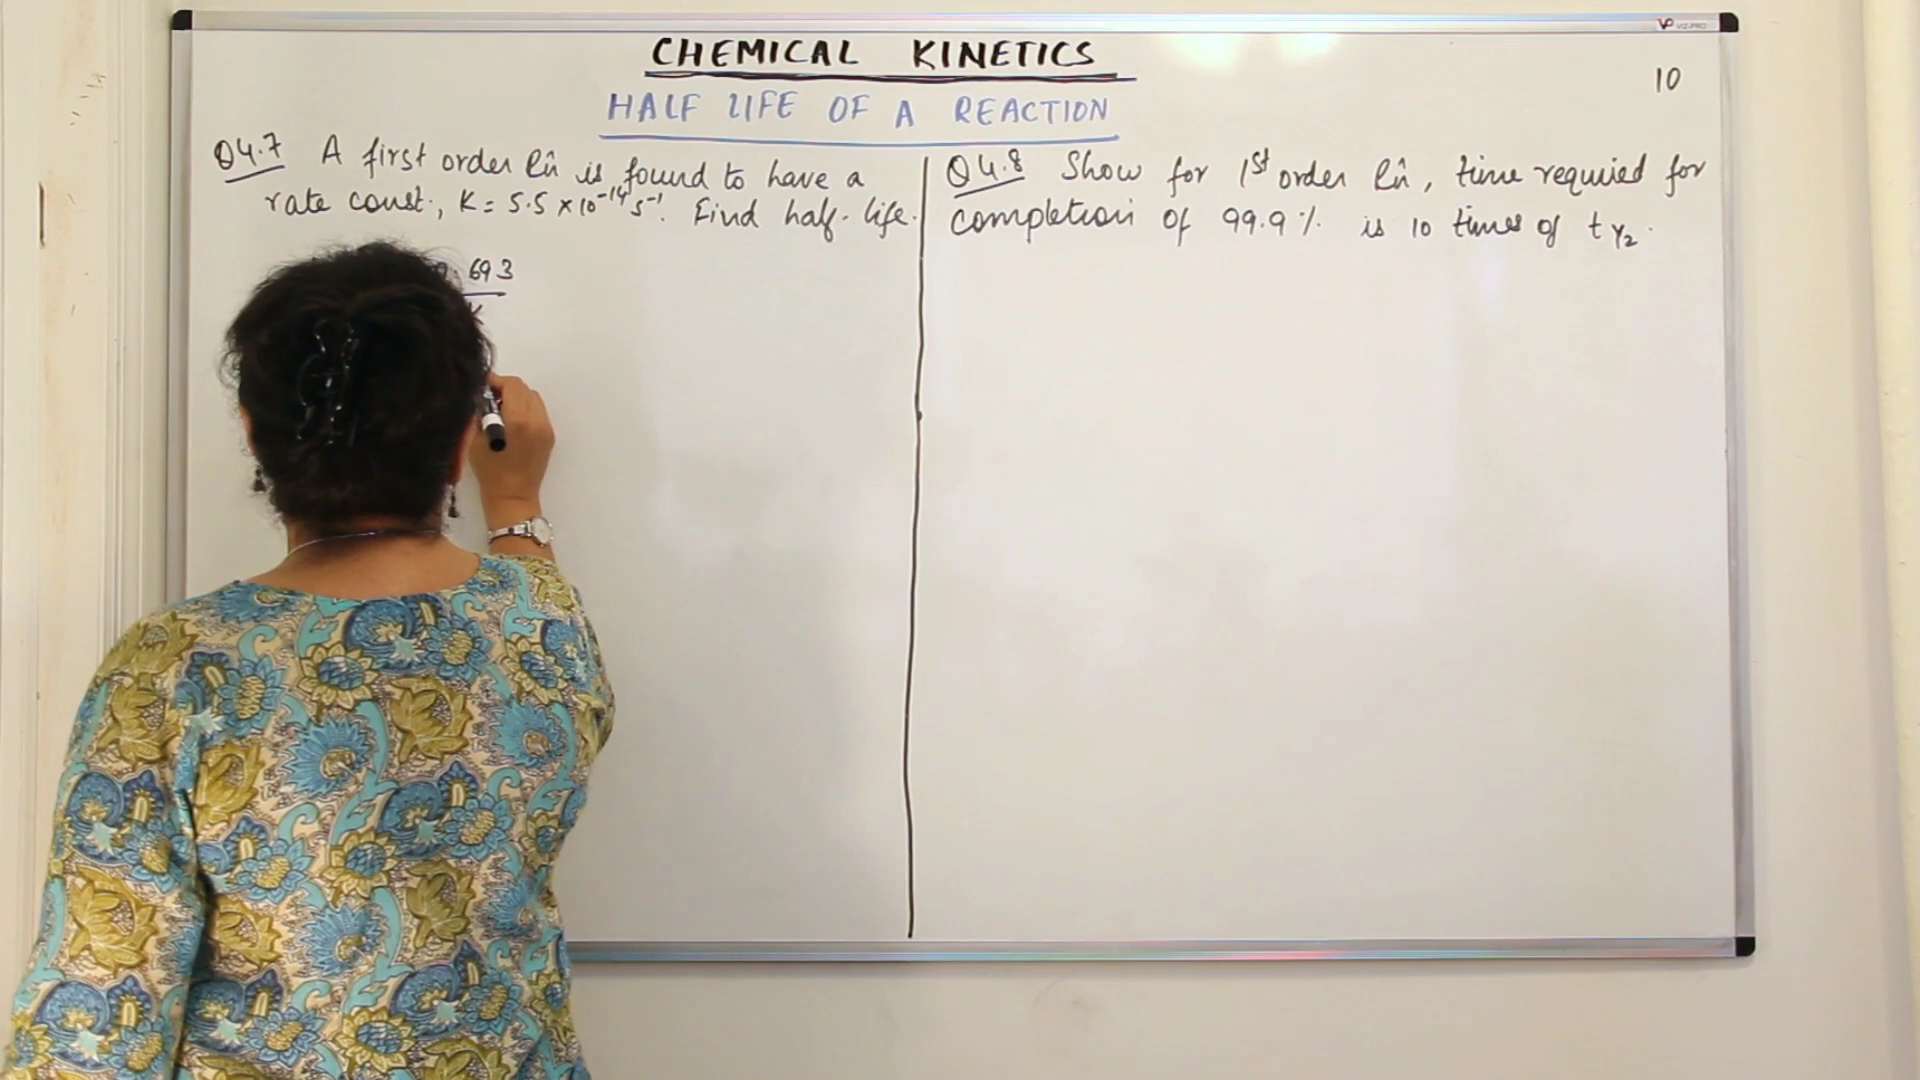 VIZ-PRO
CHEMICAL KINETICS
10
HALF LIFE OF A REACTION
Q4.7 A first order Rn̂ is found to have a
rate const., K = 5.5 × 10⁻¹⁴ s⁻¹. Find half-life.
0.693
K
Q4.8 Show for 1st order Rn̂, time required for
completion of 99.9% is 10 times of t 1/2.